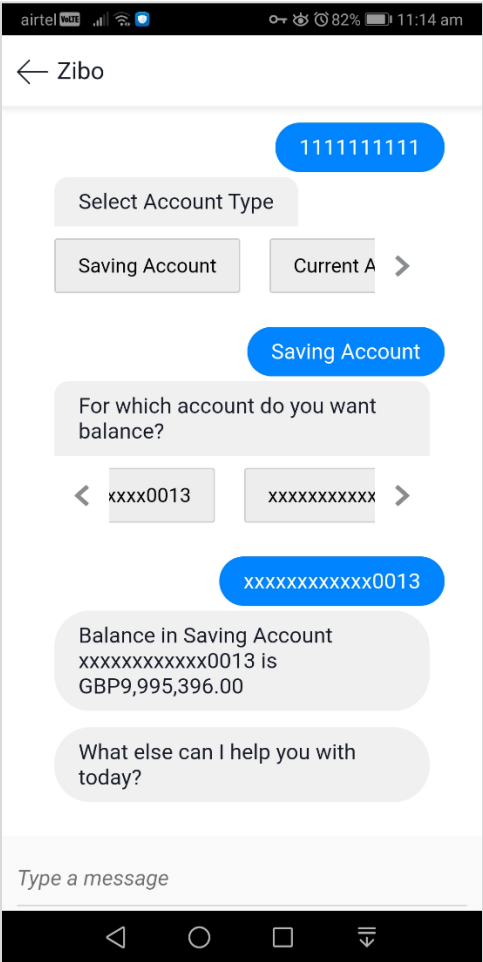 airtel VoLTE 82% 11:14 am
Zibo
1111111111
Select Account Type
Saving Account Current A
Saving Account
For which account do you want
balance?
xxxx0013 xxxxxxxxxxx
xxxxxxxxxxxx0013
Balance in Saving Account
xxxxxxxxxxxx0013 is
GBP9,995,396.00
What else can I help you with
today?
Type a message